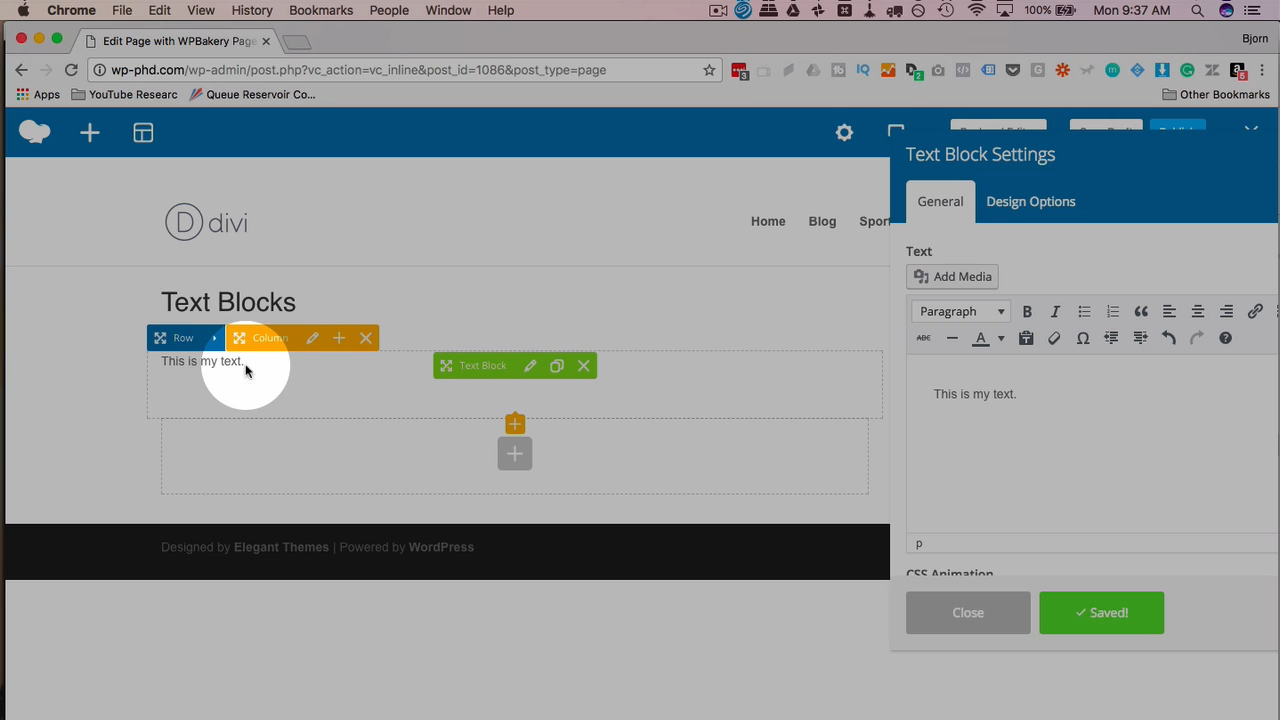 Chrome File Edit View History Bookmarks People Window Help 100% Mon 9:37 AM
Edit Page with WPBakery Page Bjorn
wp-phd.com/wp-admin/post.php?vc_action=vc_inline&post_id=1086&post_type=page
Apps YouTube Researc Queue Reservoir Co... Other Bookmarks
Text Block Settings
General Design Options
divi
Home Blog Spor
Text
Add Media
Text Blocks
Paragraph
Row Column
ABC
This is my text.
Text Block
This is my text.
p
Designed by Elegant Themes | Powered by WordPress
CSS Animation
Close Saved!